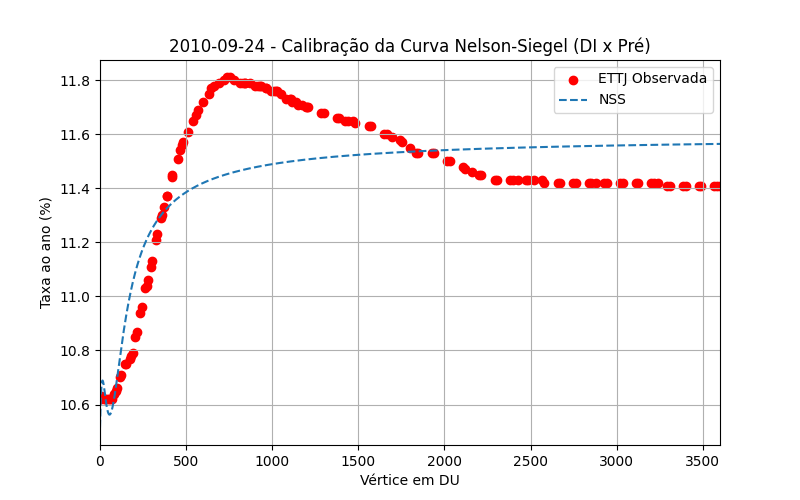 2010-09-24 - Calibração da Curva Nelson-Siegel (DI x Pré)
ETTJ Observada
NSS
Taxa ao ano (%)
11.8
11.6
11.4
11.2
11.0
10.8
10.6
0 500 1000 1500 2000 2500 3000 3500
Vértice em DU